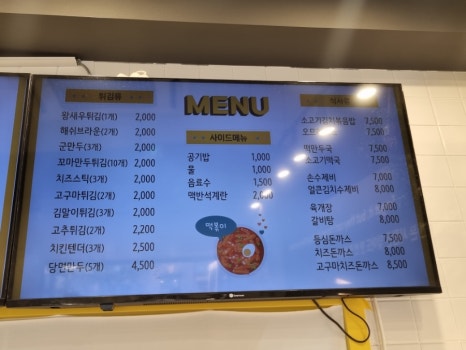 튀김류
왕새우튀김(1개) 2,000
해쉬브라운(2개) 2,000
군만두(3개) 2,000
꼬마만두튀김(10개) 2,000
치즈스틱(3개) 2,000
고구마튀김(2개) 2,000
김말이튀김(3개) 2,000
고추튀김(2개) 2,200
치킨텐더(3개) 2,500
당면만두(5개) 4,500
MENU
사이드메뉴
공기밥 1,000
물 1,000
음료수 1,500
맥반석계란 2,000
떡볶이
식사류
소고기김치볶음밥 7,500
7,500
떡만두국 7,500
소고기떡국 7,500
손수제비 7,000
얼큰김치수제비 8,000
육개장 7,000
갈비탕 8,000
등심돈까스 7,500
치즈돈까스 8,000
고구마치즈돈까스 8,500